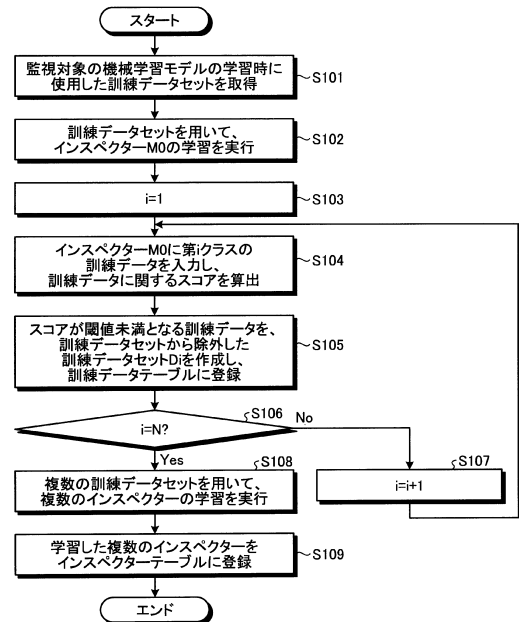 スタート
監視対象の機械学習モデルの学習時に
使用した訓練データセットを取得
S101
訓練データセットを用いて、
インスペクターM0の学習を実行
S102
i=1
S103
インスペクターM0に第iクラスの
訓練データを入力し、
訓練データに関するスコアを算出
S104
スコアが閾値未満となる訓練データを、
訓練データセットから除外した
訓練データセットDiを作成し、
訓練データテーブルに登録
S105
i=N?
S106
No
Yes
S107
i=i+1
S108
複数の訓練データセットを用いて、
複数のインスペクターの学習を実行
学習した複数のインスペクターを
インスペクターテーブルに登録
S109
エンド